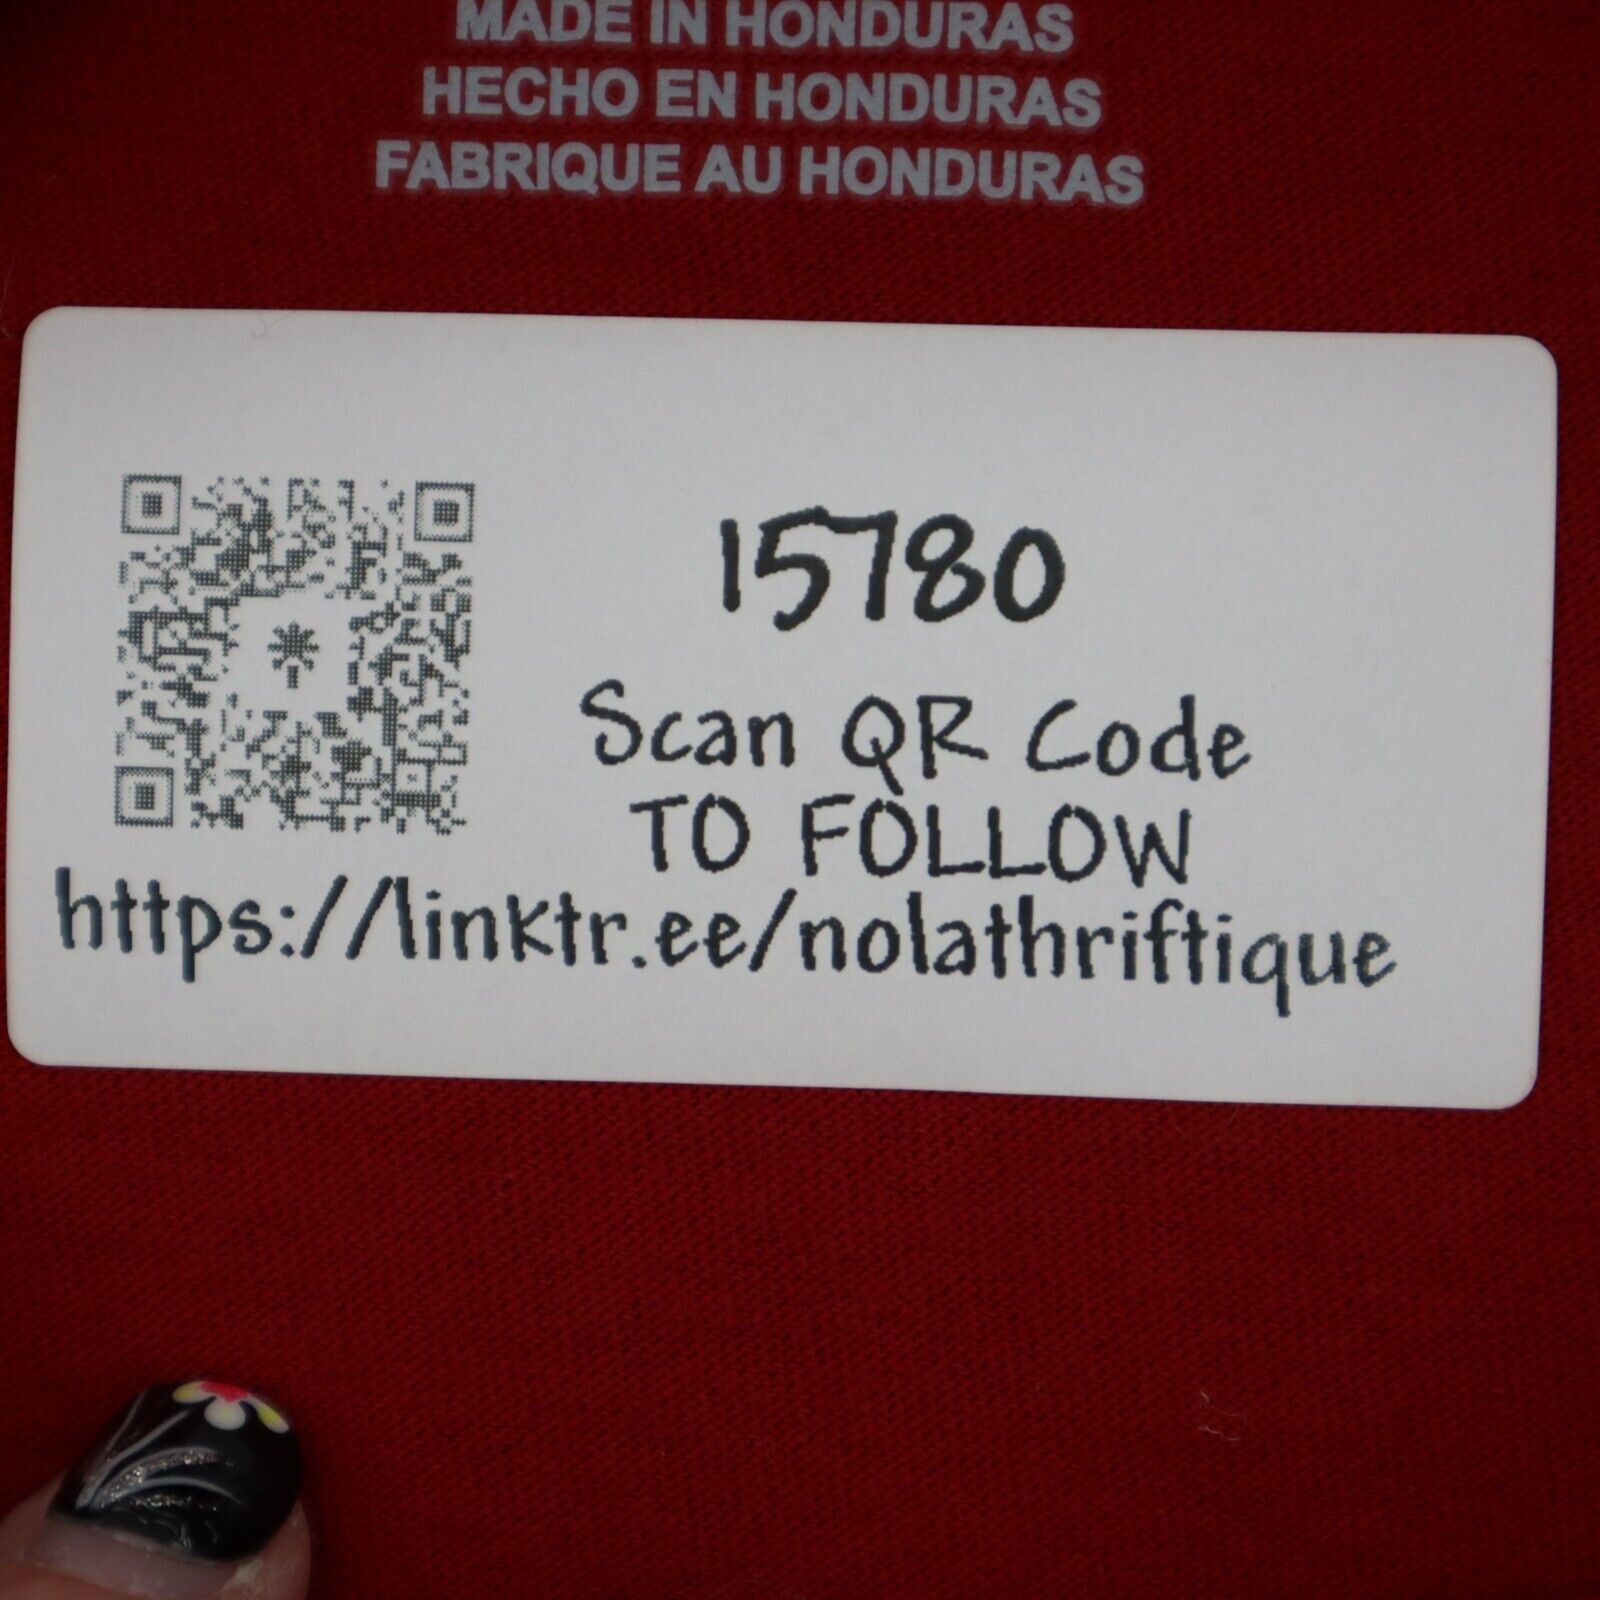 MADE IN HONDURAS
HECHO EN HONDURAS
FABRIQUE AU HONDURAS
15780
Scan QR Code
TO FOLLOW
https://linktr.ee/nolathriftique